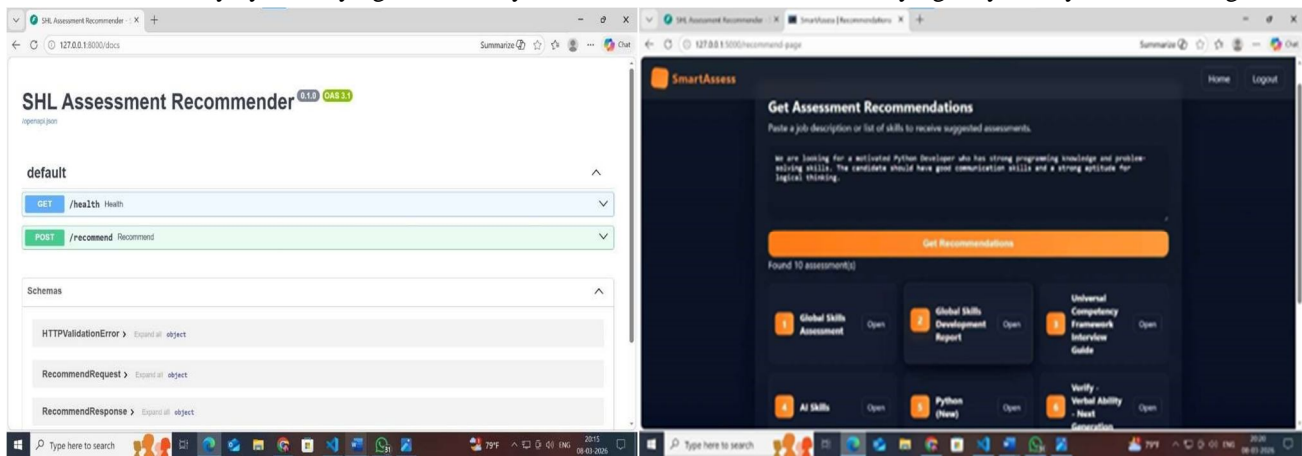 SHL Assessment Recommender
127.0.0.1:8000/docs
Summarize
Chat
SHL Assessment Recommender 0.1.0 OAS 3.1
/openapi.json
default
GET /health Health
POST /recommend Recommend
Schemas
HTTPValidationError > Expand all object
RecommendRequest > Expand all object
RecommendResponse > Expand all object
Type here to search
79°F
ENG
20:15
08-03-2026
SHL Assessment Recommender
SmartAssess | Recommendations
127.0.0.1:5000/recommend-page
Summarize
Chat
SmartAssess
Home
Logout
Get Assessment Recommendations
Paste a job description or list of skills to receive suggested assessments.
We are looking for a motivated Python Developer who has strong programming knowledge and problem-
solving skills. The candidate should have good communication skills and a strong aptitude for
logical thinking.
Get Recommendations
Found 10 assessment(s)
1
Global Skills
Assessment
Open
2
Global Skills
Development
Report
Open
3
Universal
Competency
Framework
Interview
Guide
Open
4
AI Skills
Open
5
Python
(New)
Open
6
Verify -
Verbal Ability
- Next
Generation
Open
Type here to search
79°F
ENG
20:20
08-03-2026